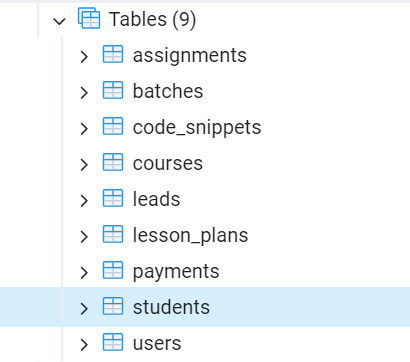 Tables (9)
assignments
batches
code_snippets
courses
leads
lesson_plans
payments
students
users